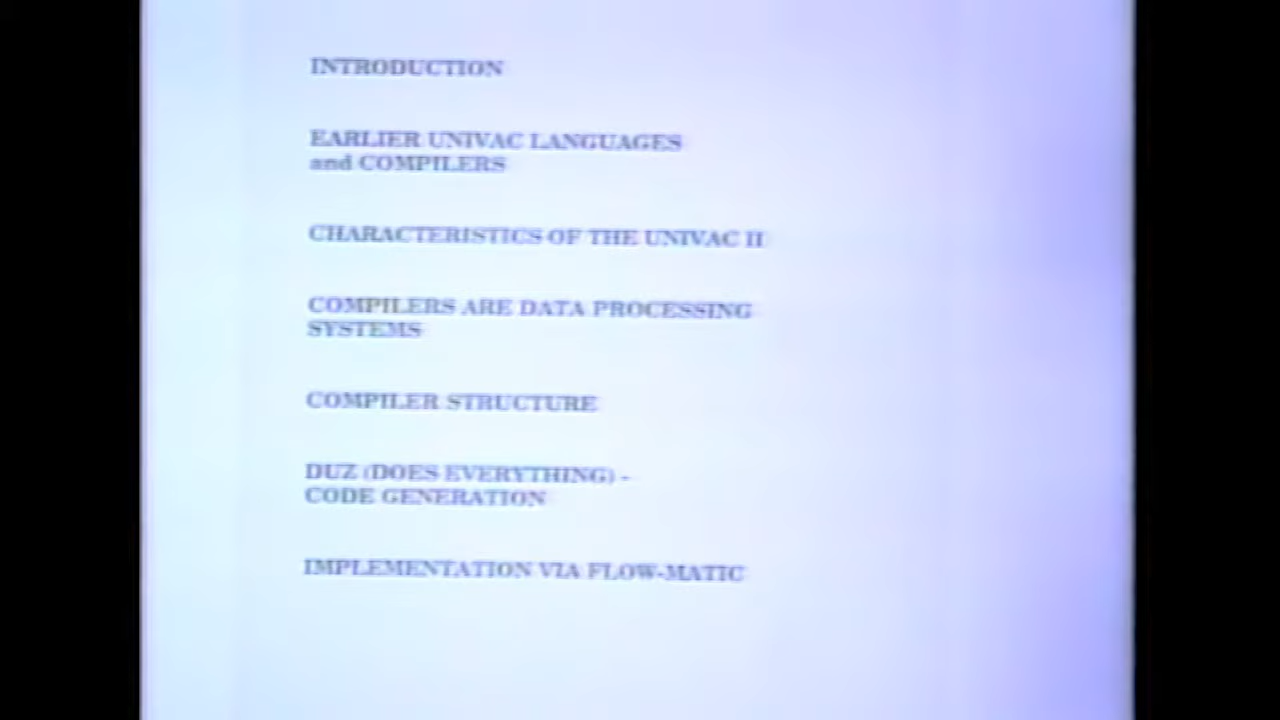 INTRODUCTION
EARLIER UNIVAC LANGUAGES
and COMPILERS
CHARACTERISTICS OF THE UNIVAC II
COMPILERS ARE DATA PROCESSING
SYSTEMS
COMPILER STRUCTURE
DUZ (DOES EVERYTHING) -
CODE GENERATION
IMPLEMENTATION VIA FLOW-MATIC